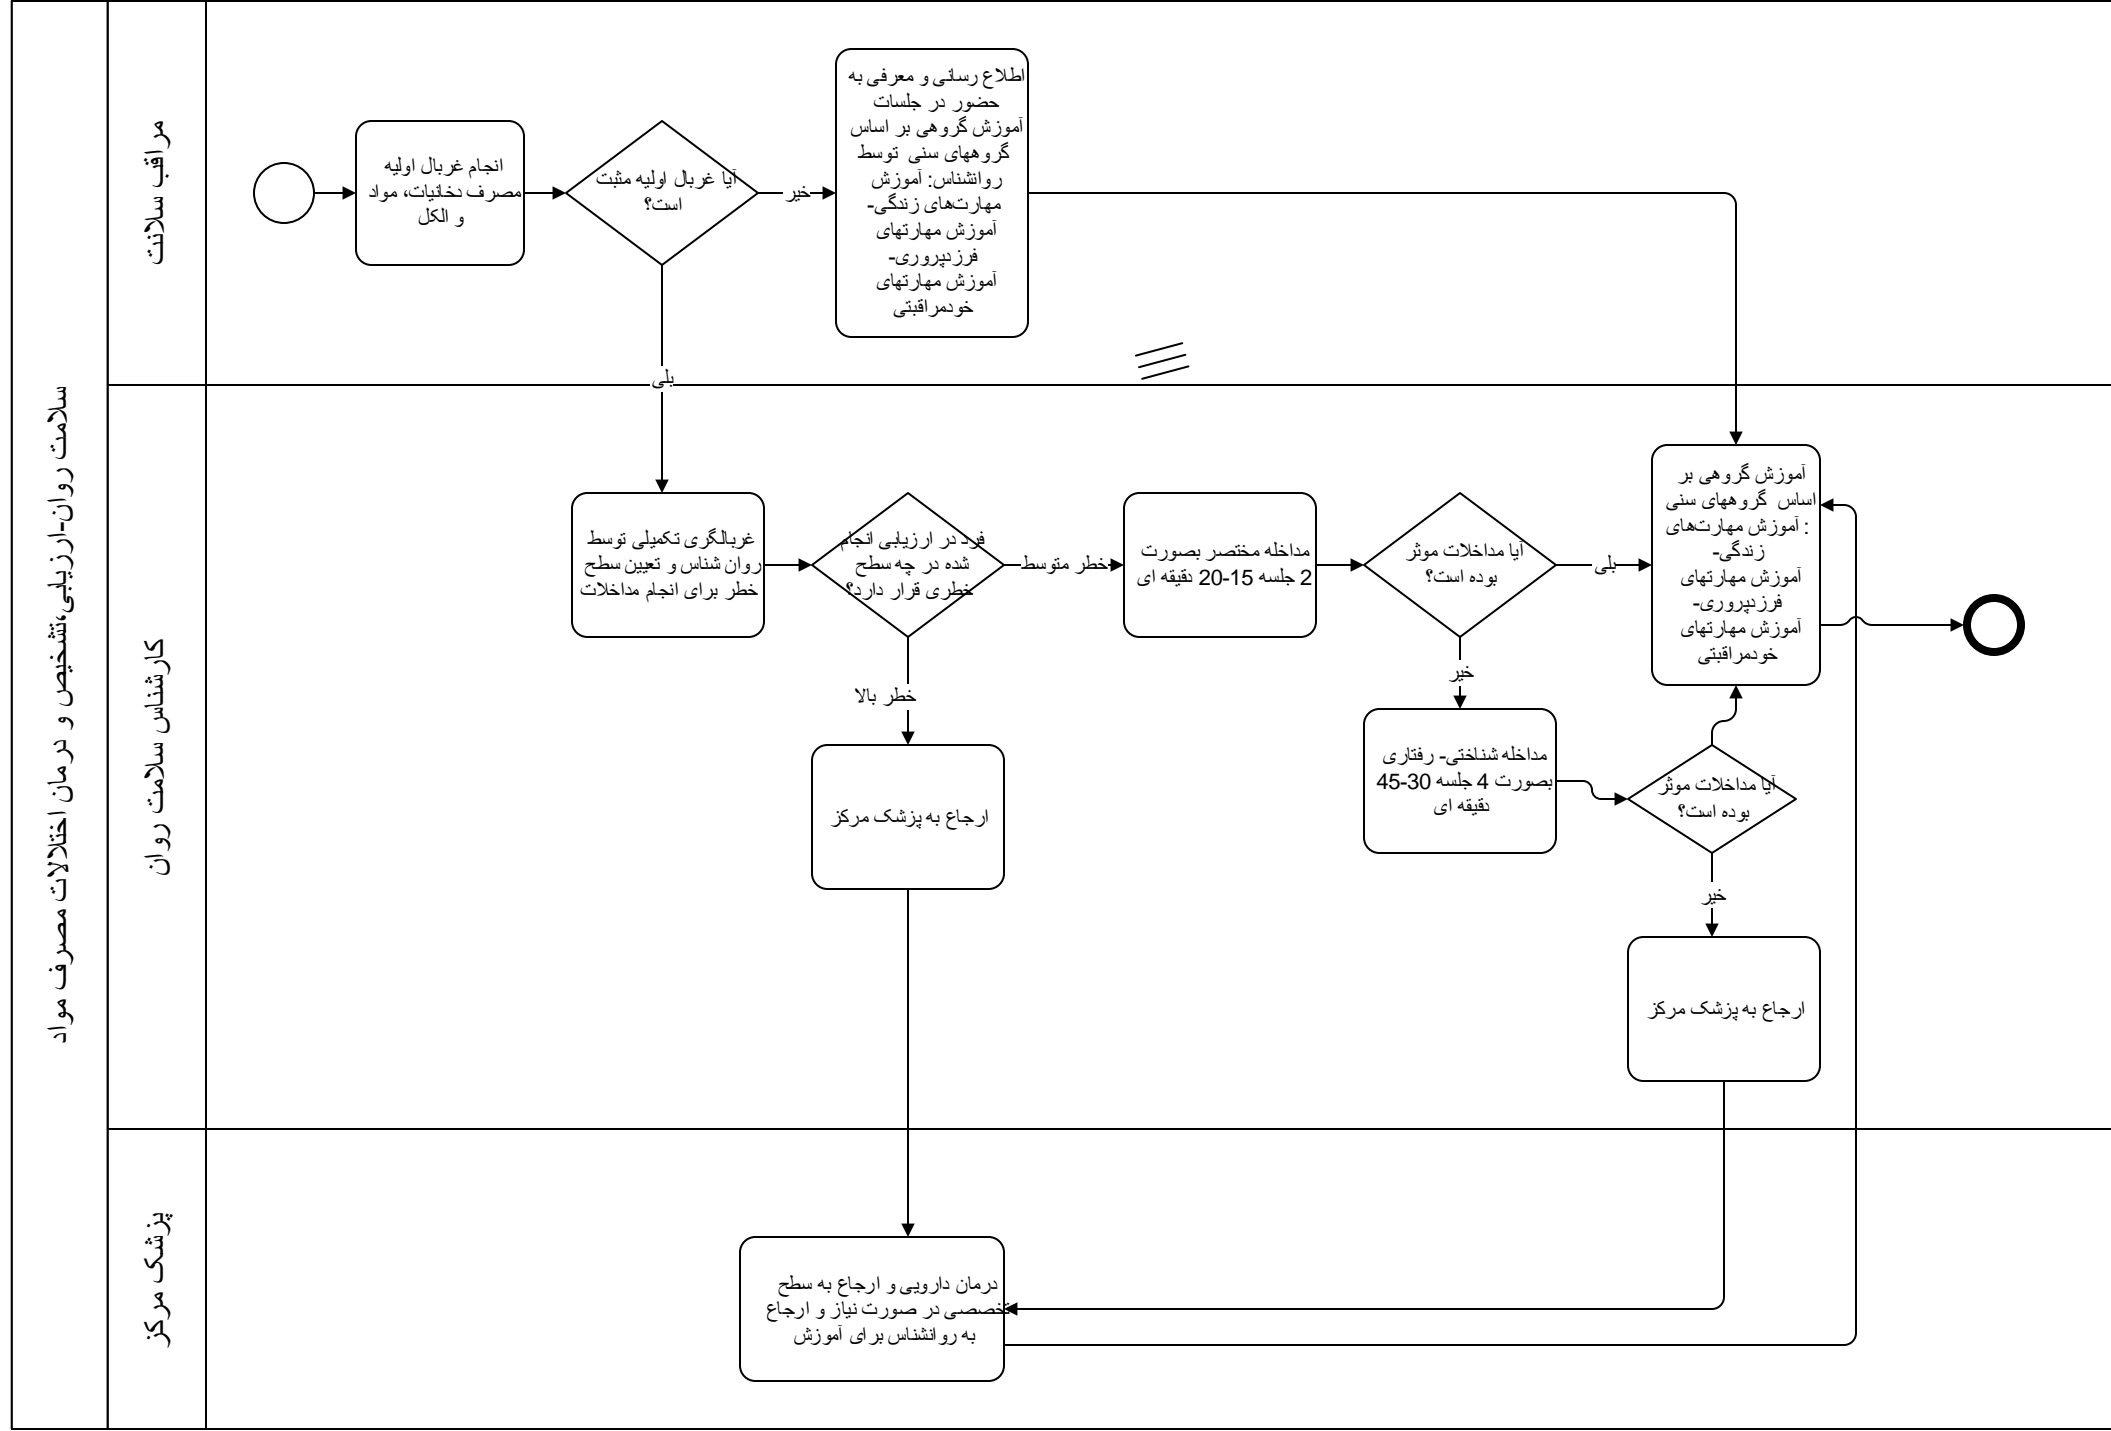 سلامت روان-ارزیابی،تشخیص و درمان اختلالات مصرف مواد
مراقب سلانت
انجام غربال اولیه
مصرف دخانیات، مواد
و الکل
آیا غربال اولیه مثبت
است؟
خیر
بلی
اطلاع رسانی و معرفی به
حضور در جلسات
آموزش گروهی بر اساس
گروههای سنی توسط
روانشناس: آموزش
مهارت‌های زندگی-
آموزش مهارتهای
فرزدپروری-
آموزش مهارتهای
خودمراقبتی
کارشناس سلامت روان
غربالگری تکمیلی توسط
روان شناس و تعیین سطح
خطر برای انجام مداخلات
فرد در ارزیابی انجام
شده در چه سطح
خطری قرار دارد؟
خطر متوسط
خطر بالا
ارجاع به پزشک مرکز
مداخله مختصر بصورت
2 جلسه 15-20 دقیقه ای
آیا مداخلات موثر
بوده است؟
بلی
خیر
مداخله شناختی- رفتاری
بصورت 4 جلسه 30-45
دقیقه ای
آموزش گروهی بر
اساس گروههای سنی
: آموزش مهارت‌های
زندگی-
آموزش مهارتهای
فرزدپروری-
آموزش مهارتهای
خودمراقبتی
آیا مداخلات موثر
بوده است؟
خیر
ارجاع به پزشک مرکز
پزشک مرکز
درمان دارویی و ارجاع به سطح
تخصصی در صورت نیاز و ارجاع
به روانشناس برای آموزش